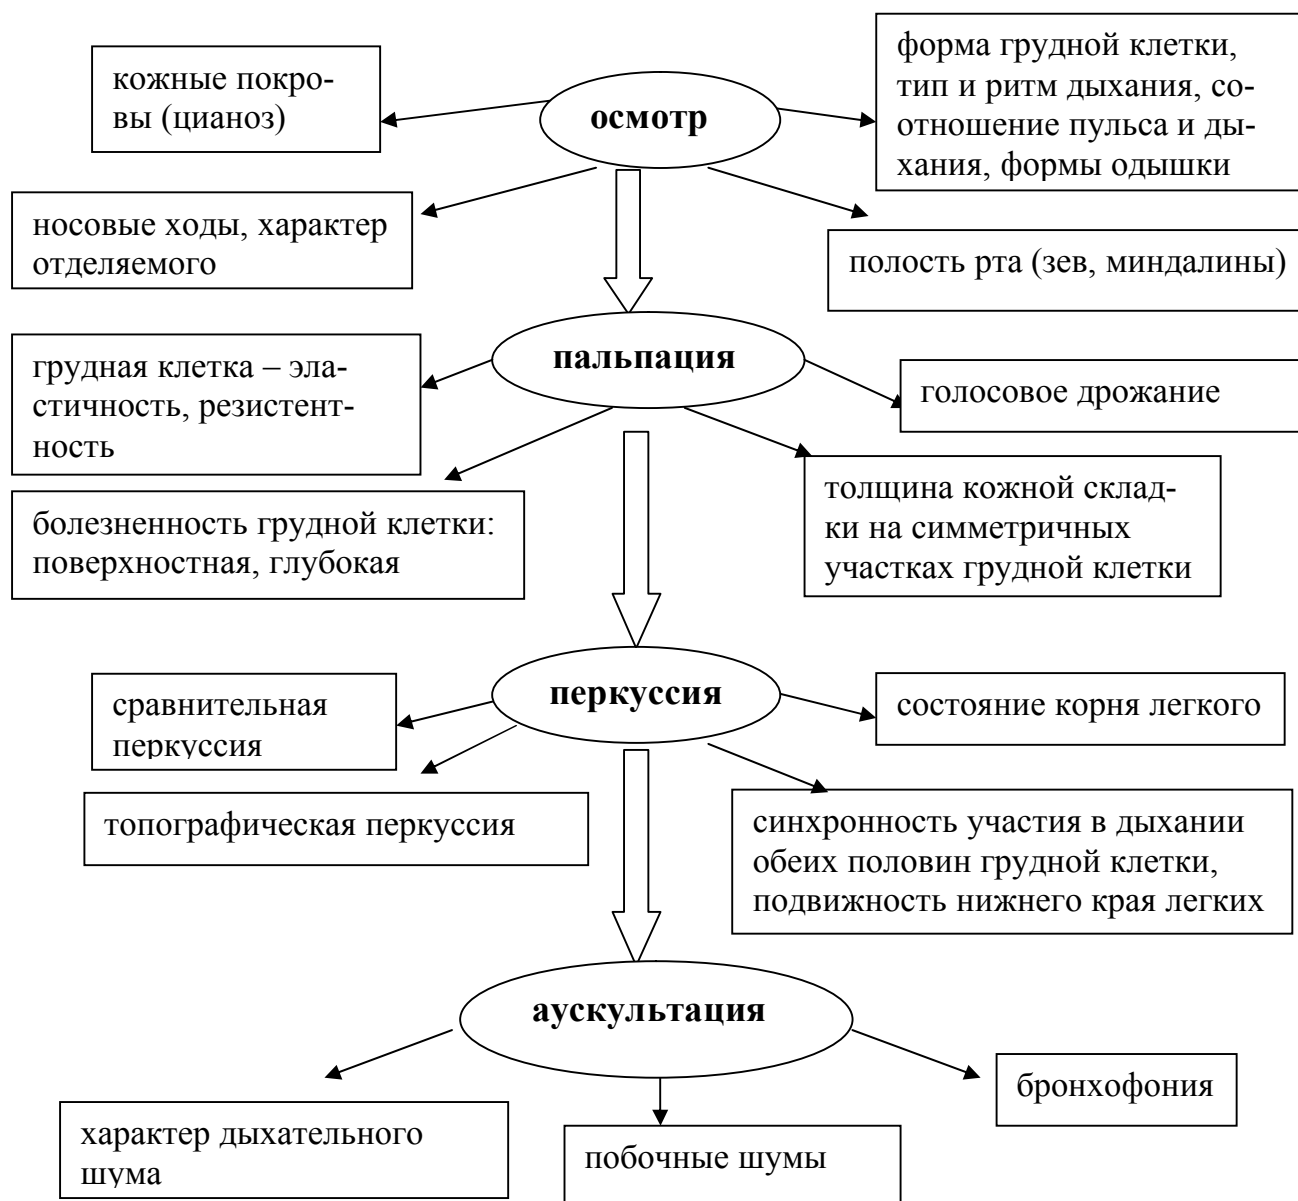 кожные покро-
вы (цианоз)
осмотр
форма грудной клетки,
тип и ритм дыхания, со-
отношение пульса и ды-
хания, формы одышки
носовые ходы, характер
отделяемого
полость рта (зев, миндалины)
пальпация
грудная клетка – эла-
стичность, резистент-
ность
голосовое дрожание
болезненность грудной клетки:
поверхностная, глубокая
толщина кожной склад-
ки на симметричных
участках грудной клетки
перкуссия
сравнительная
перкуссия
состояние корня легкого
топографическая перкуссия
синхронность участия в дыхании
обеих половин грудной клетки,
подвижность нижнего края легких
аускультация
характер дыхательного
шума
побочные шумы
бронхофония